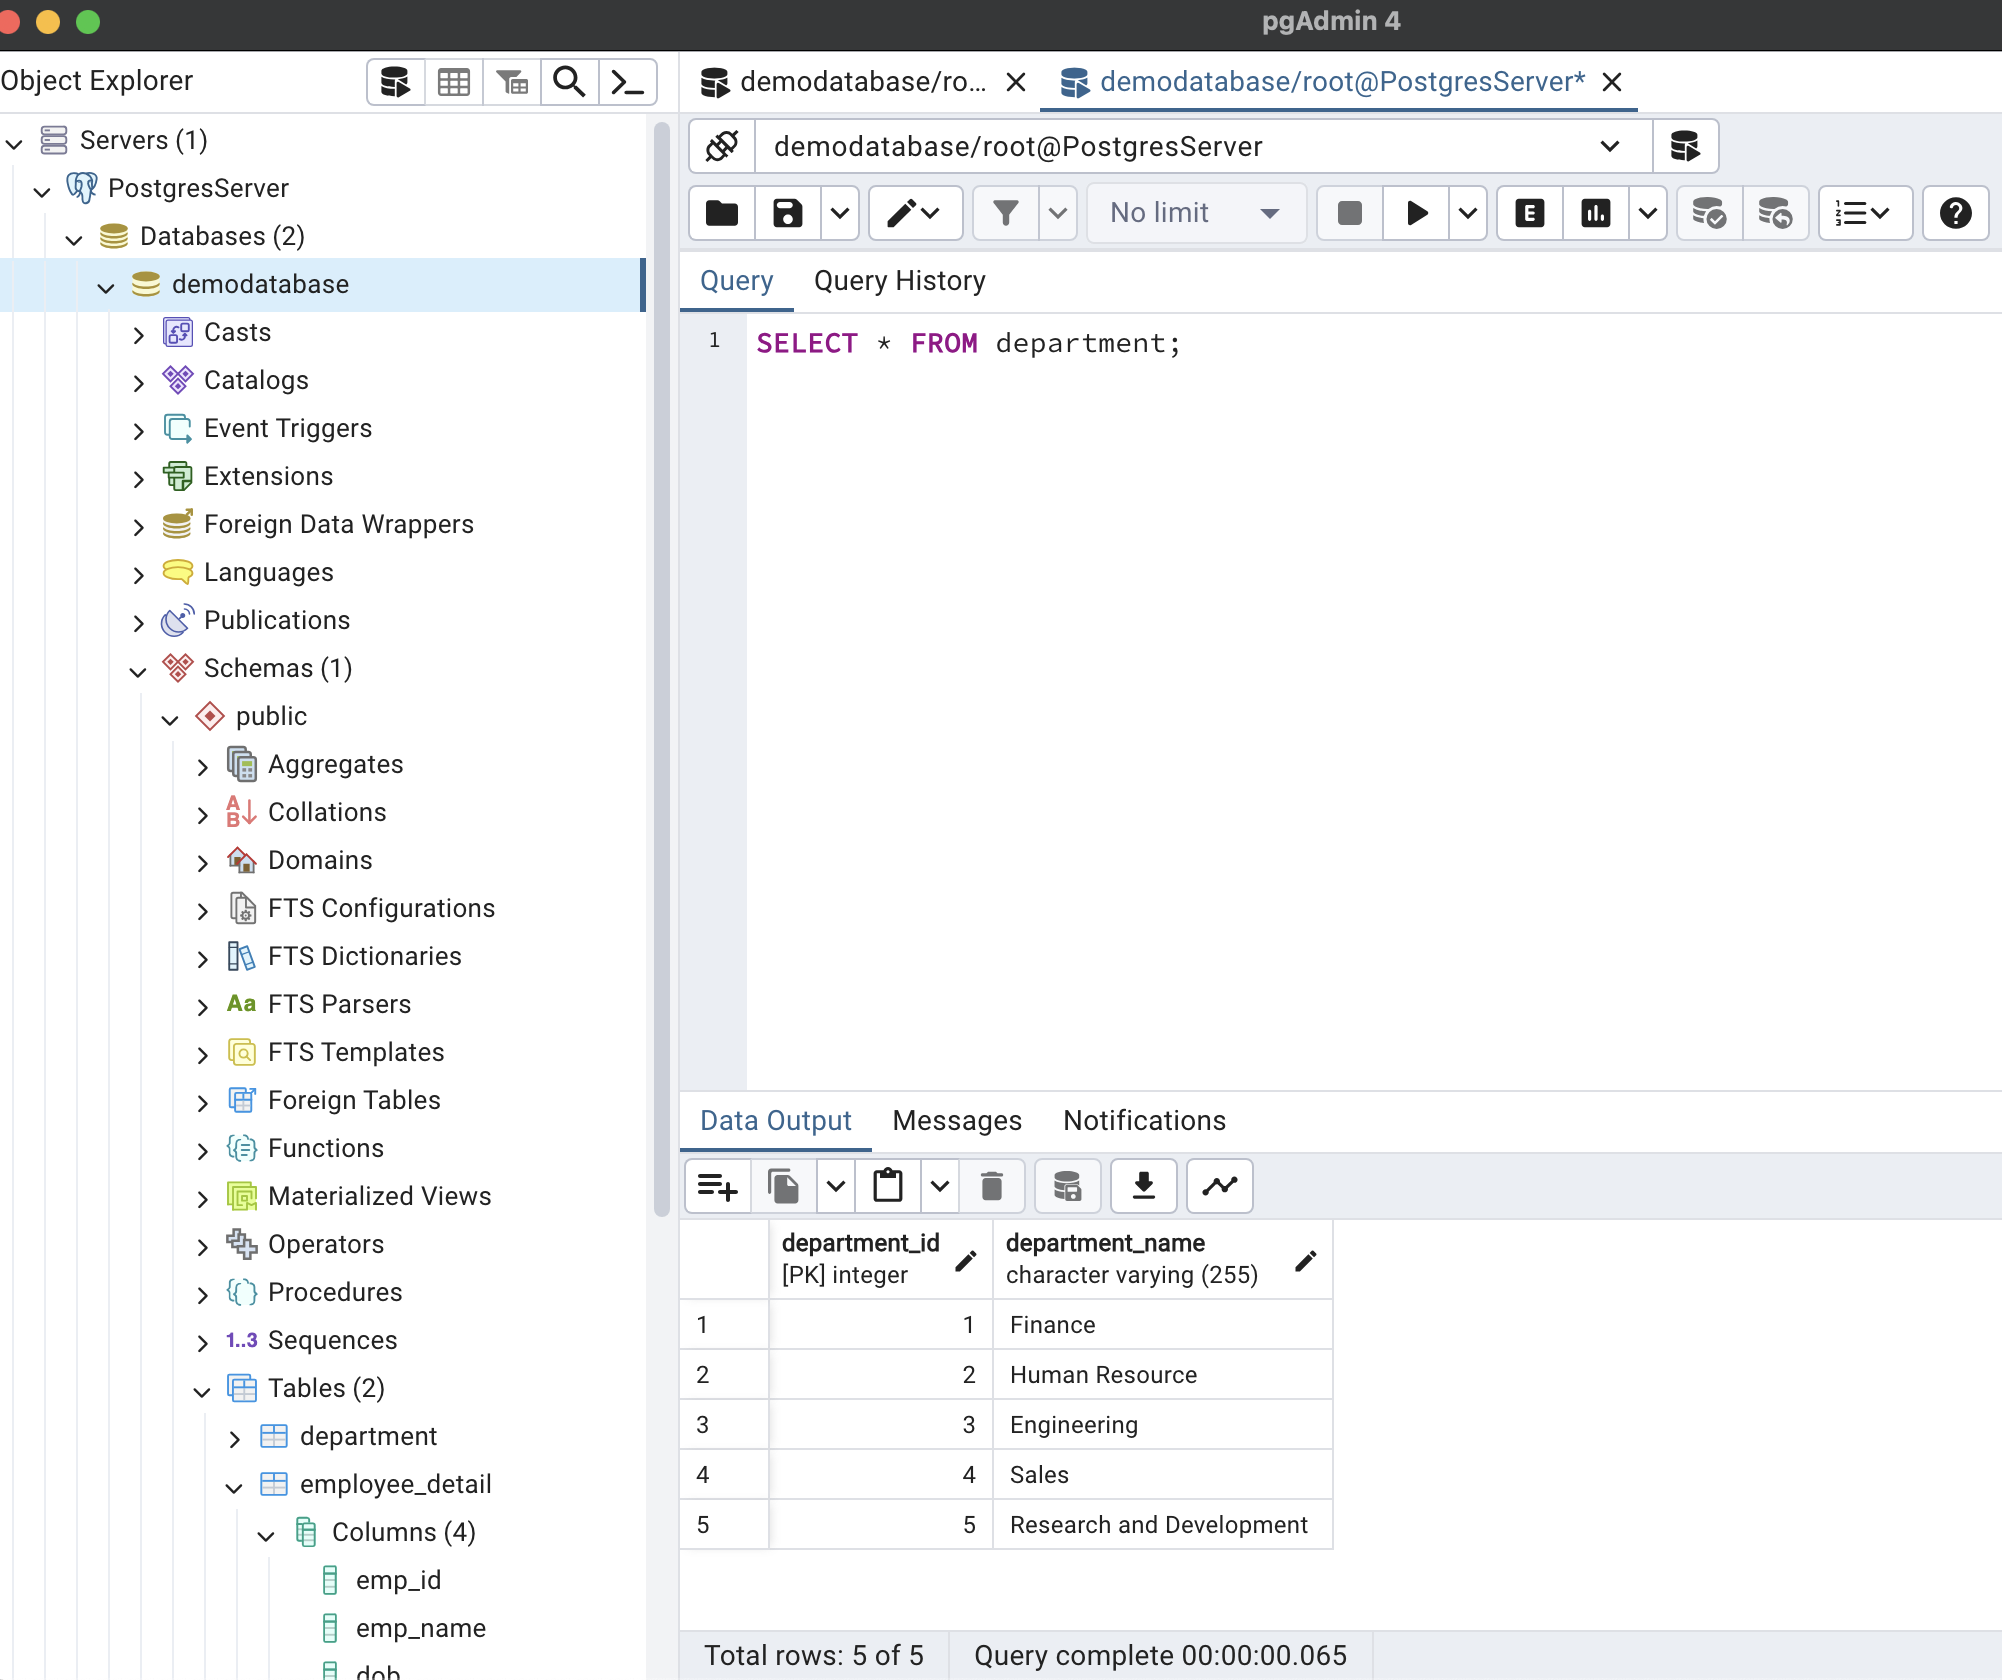 pgAdmin 4
Object Explorer
demodatabase/ro...
demodatabase/root@PostgresServer*
Servers (1)
PostgresServer
Databases (2)
demodatabase
Casts
Catalogs
Event Triggers
Extensions
Foreign Data Wrappers
Languages
Publications
Schemas (1)
public
Aggregates
Collations
Domains
FTS Configurations
FTS Dictionaries
Aa FTS Parsers
FTS Templates
Foreign Tables
Functions
Materialized Views
Operators
Procedures
1..3 Sequences
Tables (2)
department
employee_detail
Columns (4)
emp_id
emp_name
dob
demodatabase/root@PostgresServer
No limit
E
Query Query History
1 SELECT * FROM department;
Data Output Messages Notifications
department_id department_name
[PK] integer character varying (255)
1 1 Finance
2 2 Human Resource
3 3 Engineering
4 4 Sales
5 5 Research and Development
Total rows: 5 of 5 Query complete 00:00:00.065